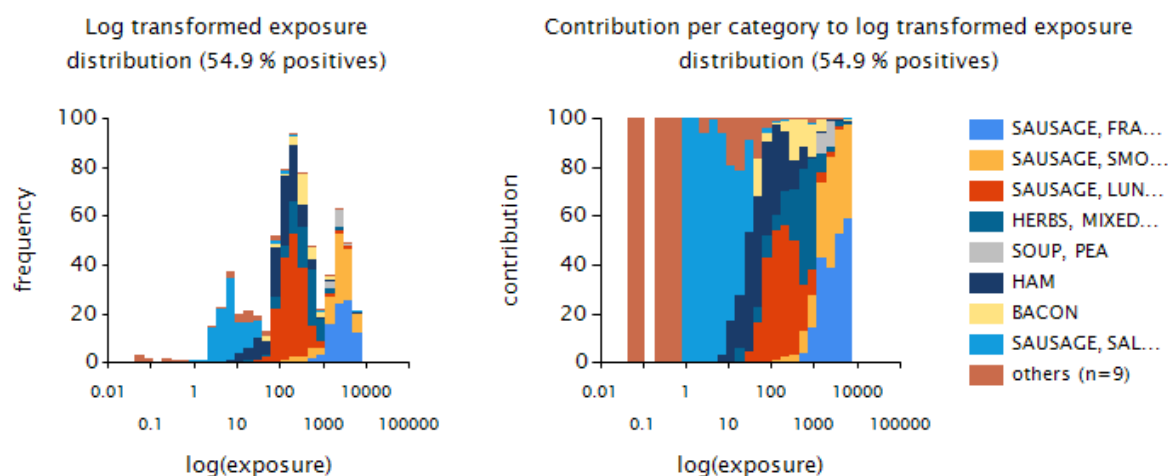 Log transformed exposure
distribution (54.9 % positives)
frequency
100
80
60
40
20
0
0.01 1 100 10000
0.1 10 1000 100000
log(exposure)
Contribution per category to log transformed exposure
distribution (54.9 % positives)
contribution
100
80
60
40
20
0
0.01 1 100 10000
0.1 10 1000 100000
log(exposure)
SAUSAGE, FRA...
SAUSAGE, SMO...
SAUSAGE, LUN...
HERBS, MIXED...
SOUP, PEA
HAM
BACON
SAUSAGE, SAL...
others (n=9)